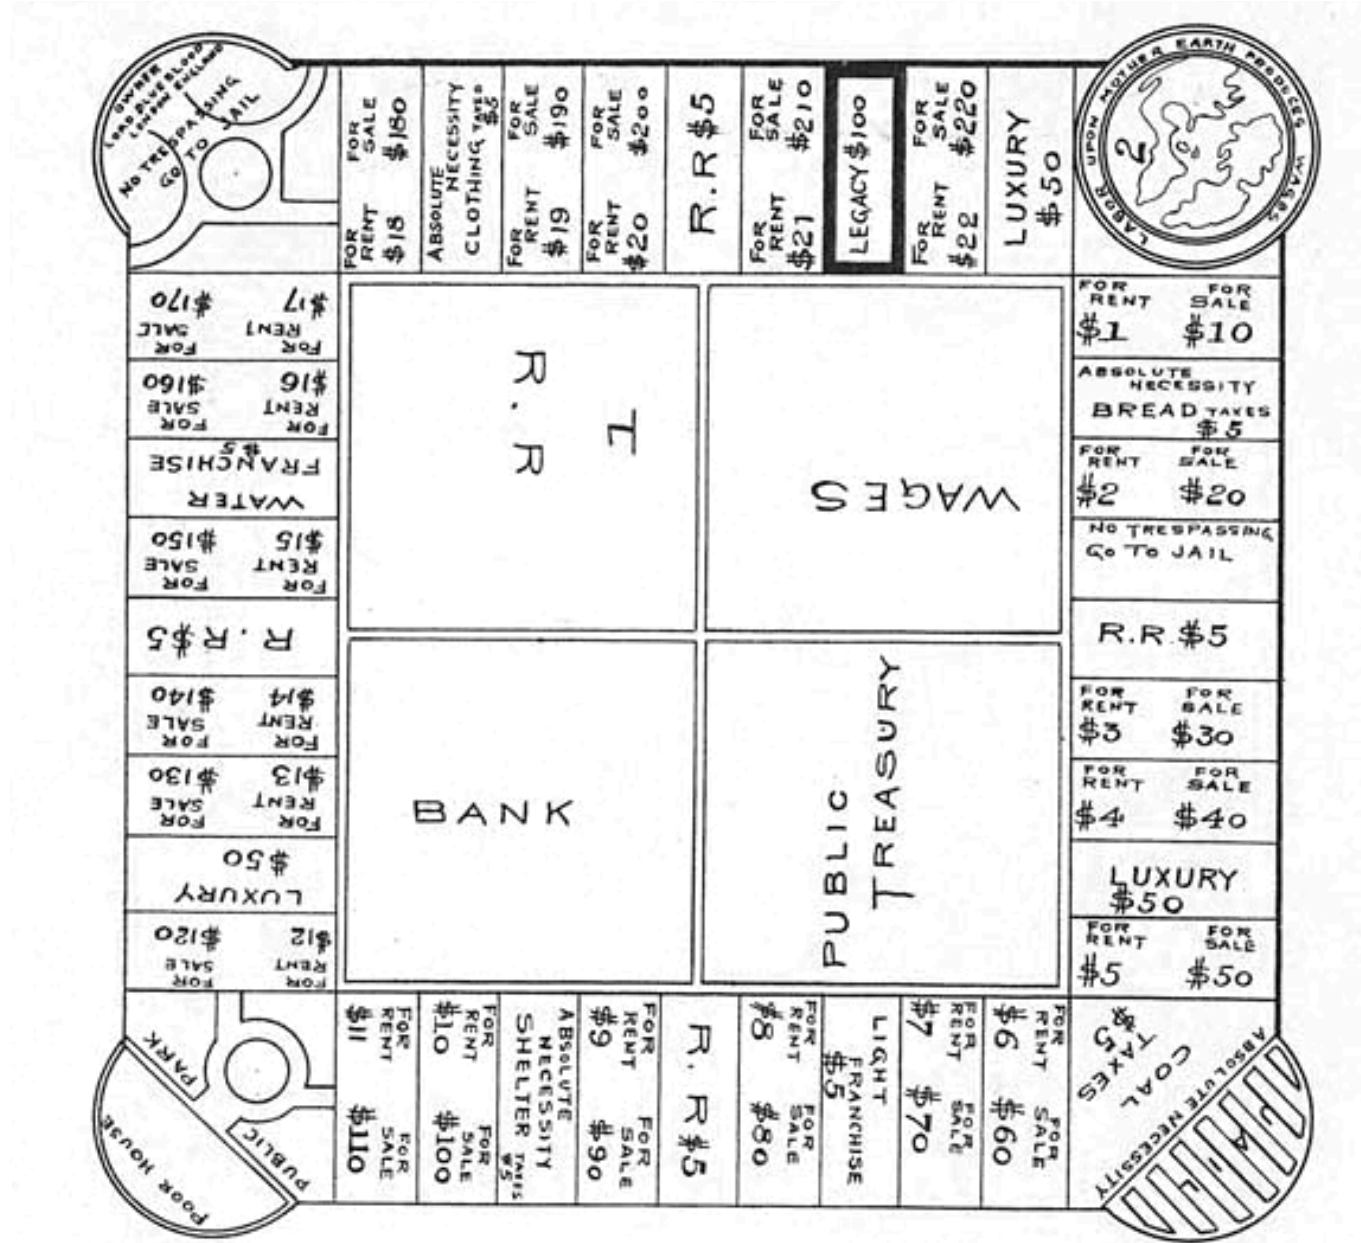 LABOR UPON MOTHER EARTH PRODUCES WAGES
FOR RENT $1
FOR SALE $10
ABSOLUTE
NECESSITY
BREAD TAXES
$5
FOR RENT $2
FOR SALE $20
NO TRESPASSING
GO TO JAIL
R.R. $5
FOR RENT $3
FOR SALE $30
FOR RENT $4
FOR SALE $40
LUXURY
$50
FOR RENT $5
FOR SALE $50
ABSOLUTE NECESSITY
COAL
TAXES
$5
JAIL
FOR RENT $6
FOR SALE $60
FOR RENT $7
FOR SALE $70
LIGHT
FRANCHISE
$5
FOR RENT $8
FOR SALE $80
R.R $5
FOR RENT $9
FOR SALE $90
ABSOLUTE
NECESSITY
SHELTER TAXES
$5
FOR RENT $10
FOR SALE $100
FOR RENT $11
FOR SALE $110
PUBLIC
PARK
POOR HOUSE
FOR RENT $12
FOR SALE $120
LUXURY
$50
FOR RENT $13
FOR SALE $130
FOR RENT $14
FOR SALE $140
R.R $5
FOR RENT $15
FOR SALE $150
WATER
FRANCHISE
$5
FOR RENT $16
FOR SALE $160
FOR RENT $17
FOR SALE $170
OWNER
LORD BLUEBLOOD
LONDON ENGLAND
NO TRESPASSING
GO TO JAIL
FOR RENT $18
FOR SALE $180
ABSOLUTE
NECESSITY
CLOTHING TAXES
$5
FOR RENT $19
FOR SALE $190
FOR RENT $20
FOR SALE $200
R.R $5
FOR RENT $21
FOR SALE $210
LEGACY $100
FOR RENT $22
FOR SALE $220
LUXURY
$50
R.R
WAGES
BANK
PUBLIC
TREASURY